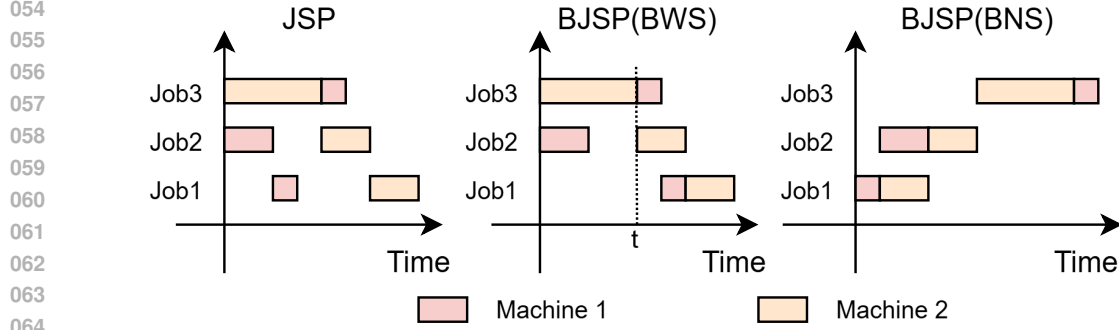 054
055
056
057
058
059
060
061
062
063
064
JSP
Job3
Job2
Job1
Time
BJSP(BWS)
Job3
Job2
Job1
t
Time
BJSP(BNS)
Job3
Job2
Job1
Time
Machine 1
Machine 2